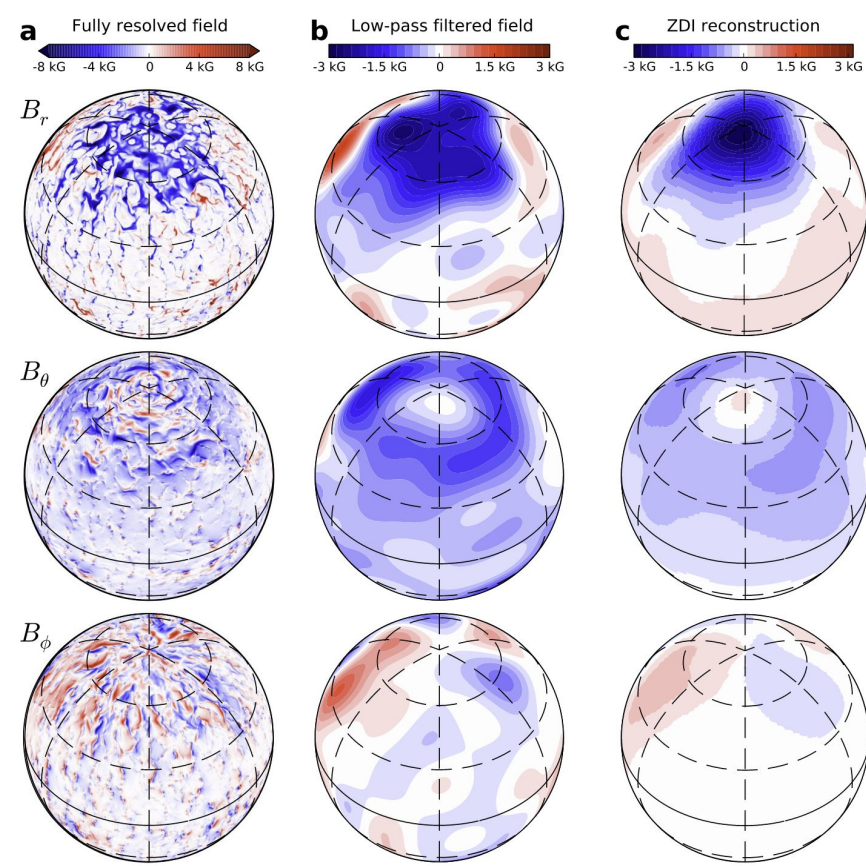 a Fully resolved field
-8 kG -4 kG 0 4 kG 8 kG
b Low-pass filtered field
-3 kG -1.5 kG 0 1.5 kG 3 kG
c ZDI reconstruction
-3 kG -1.5 kG 0 1.5 kG 3 kG
B_r
B_θ
B_ϕ